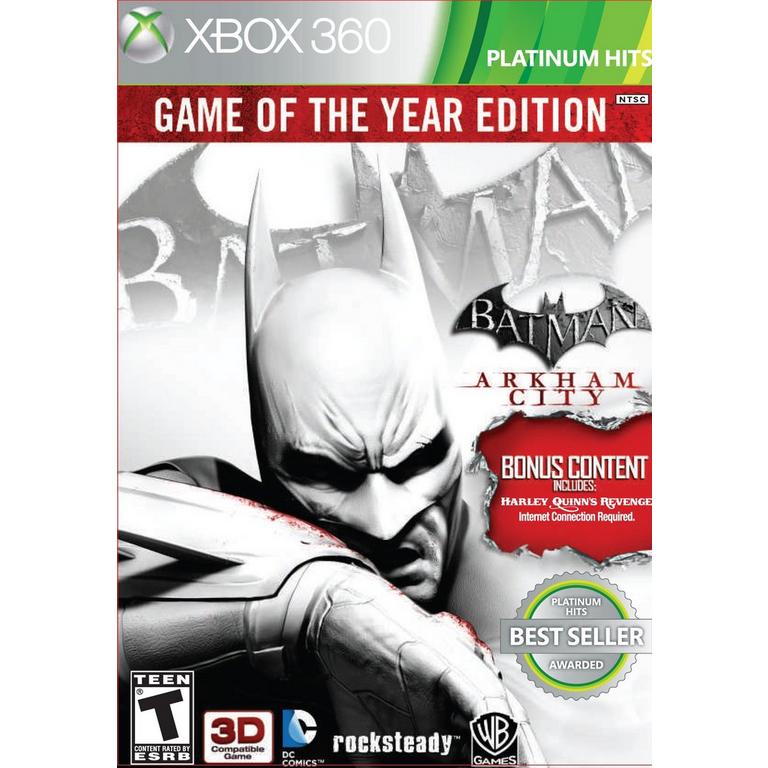 XBOX 360
PLATINUM HITS
NTSC
GAME OF THE YEAR EDITION
BATMAN
BATMAN
ARKHAM
CITY
BONUS CONTENT
INCLUDES:
HARLEY QUINN'S REVENGE
Internet Connection Required.
PLATINUM
HITS
BEST SELLER
AWARDED
TEEN
T
®
CONTENT RATED BY
ESRB
3D
Compatible
Game
DC
COMICS™
rocksteady™
WB
GAMES